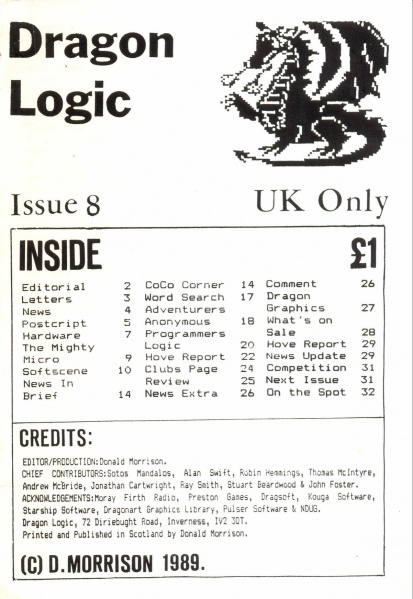 Dragon
Logic
Issue 8
UK Only
INSIDE
£1
Editorial 2
Letters 3
News 4
Postcript 5
Hardware 7
The Mighty
Micro 9
Softscene 10
News In
Brief 14
CoCo Corner 14
Word Search 17
Adventurers
Anonymous 18
Programmers
Logic 20
Hove Report 22
Clubs Page 24
Review 25
News Extra 26
Comment 26
Dragon
Graphics 27
What's on
Sale 28
Hove Report 29
News Update 29
Competition 31
Next Issue 31
On the Spot 32
CREDITS:
EDITOR/PRODUCTION:Donald Morrison.
CHIEF CONTRIBUTORS:Sotos Mandalos, Alan Swift, Robin Hemmings, Thomas McIntyre,
Andrew McBride, Jonathan Cartwright, Ray Smith, Stuart Beardwood & John Foster.
ACKNOWLEDGEMENTS:Moray Firth Radio, Preston Games, Dragsoft, Kouga Software,
Starship Software, Dragonart Graphics Library, Pulser Software & NDUG.
Dragon Logic, 72 Diriebught Road, Inverness, IV2 3QT.
Printed and Published in Scotland by Donald Morrison.
(C) D.MORRISON 1989.